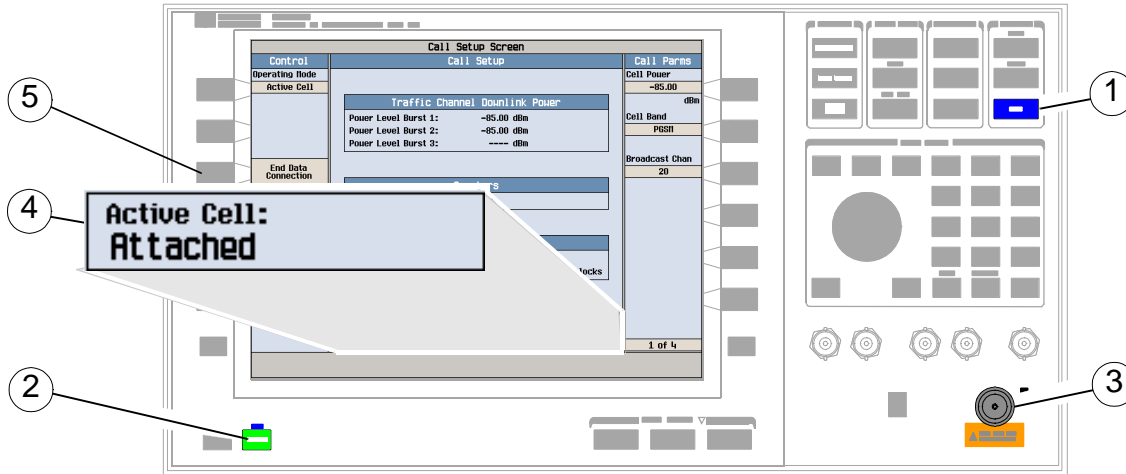 Call Setup Screen
Control
Call Setup
Call Parms
Operating Mode
Active Cell
Cell Power
-85.00
dBm
Traffic Channel Downlink Power
Power Level Burst 1: -85.00 dBm
Power Level Burst 2: -85.00 dBm
Power Level Burst 3: ---- dBm
Cell Band
PGSM
End Data
Connection
Broadcast Chan
20
Active Cell:
Attached
1 of 4
1
2
3
4
5